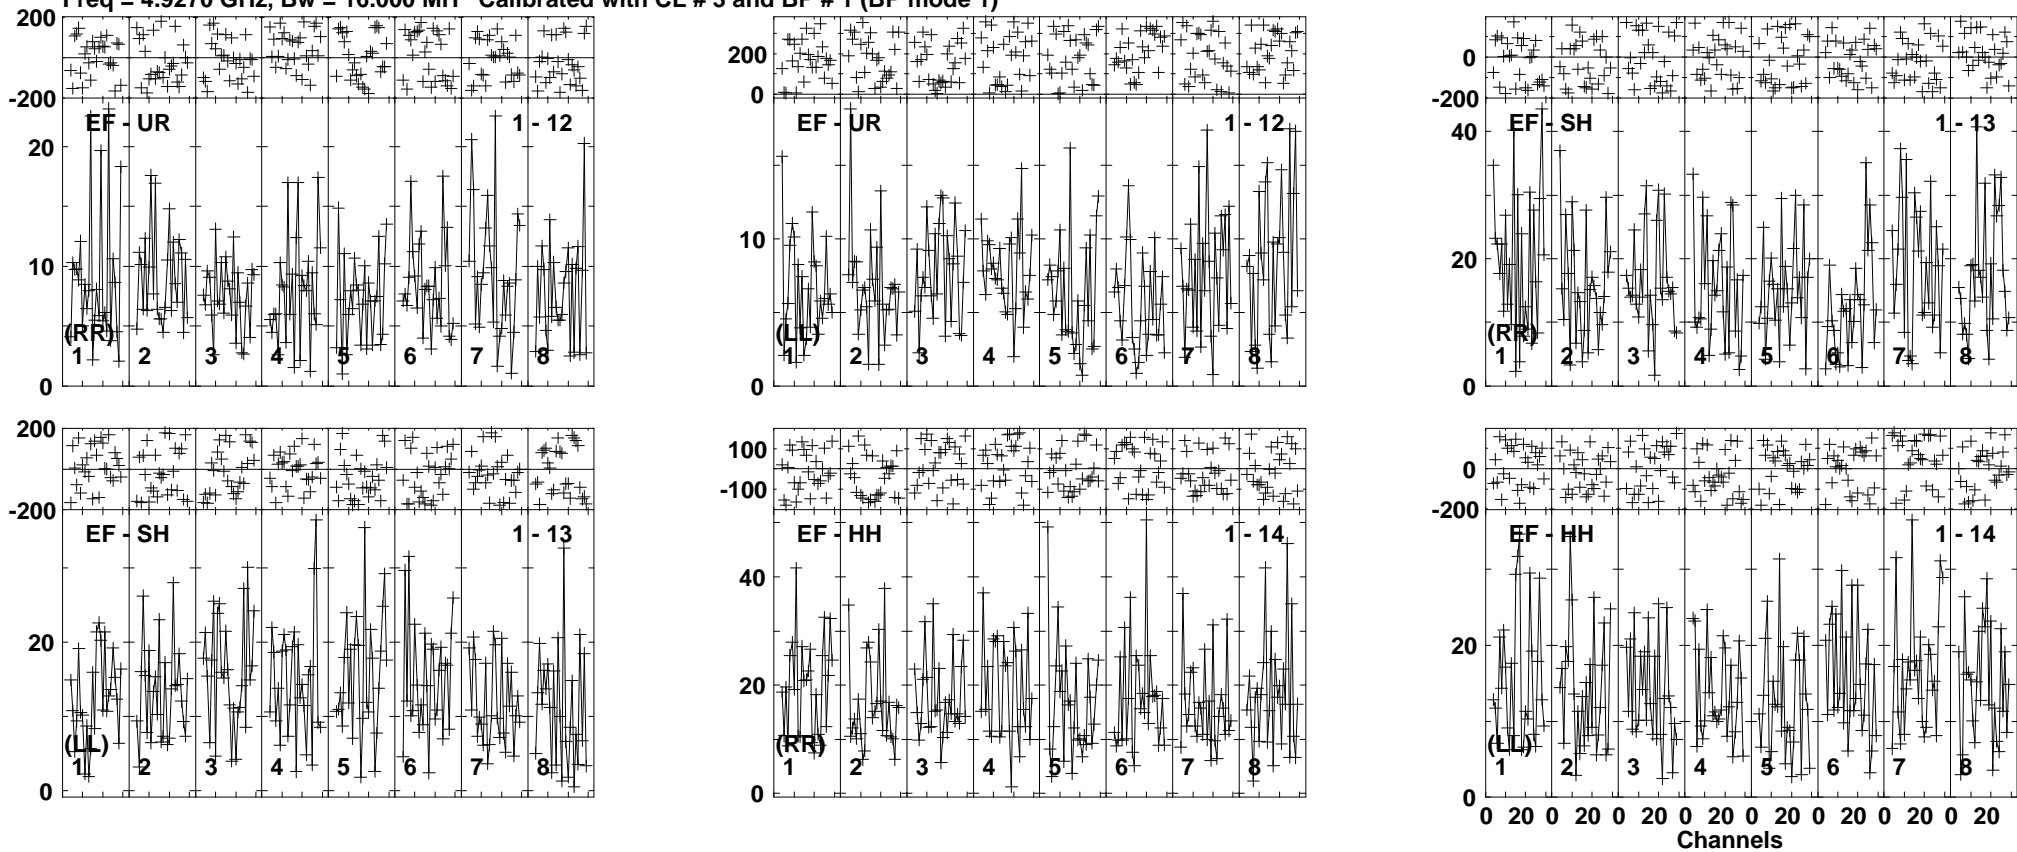 Freq = 4.9270 GHz, Bw = 16.000 MH Calibrated with CL # 3 and BP # 1 (BP mode 1)
200
-200
EF - UR 1 - 12
20
10
0
(RR)
1 2 3 4 5 6 7 8
200
0
EF - UR 1 - 12
10
0
(LL)
1 2 3 4 5 6 7 8
0
-200
EF - SH 1 - 13
40
20
0
(RR)
1 2 3 4 5 6 7 8
200
-200
EF - SH 1 - 13
20
0
(LL)
1 2 3 4 5 6 7 8
100
-100
EF - HH 1 - 14
40
20
0
(RR)
1 2 3 4 5 6 7 8
0
-200
EF - HH 1 - 14
20
0
(LL)
1 2 3 4 5 6 7 8
0 20 0 20 0 20 0 20 0 20 0 20 0 20 0 20
Channels